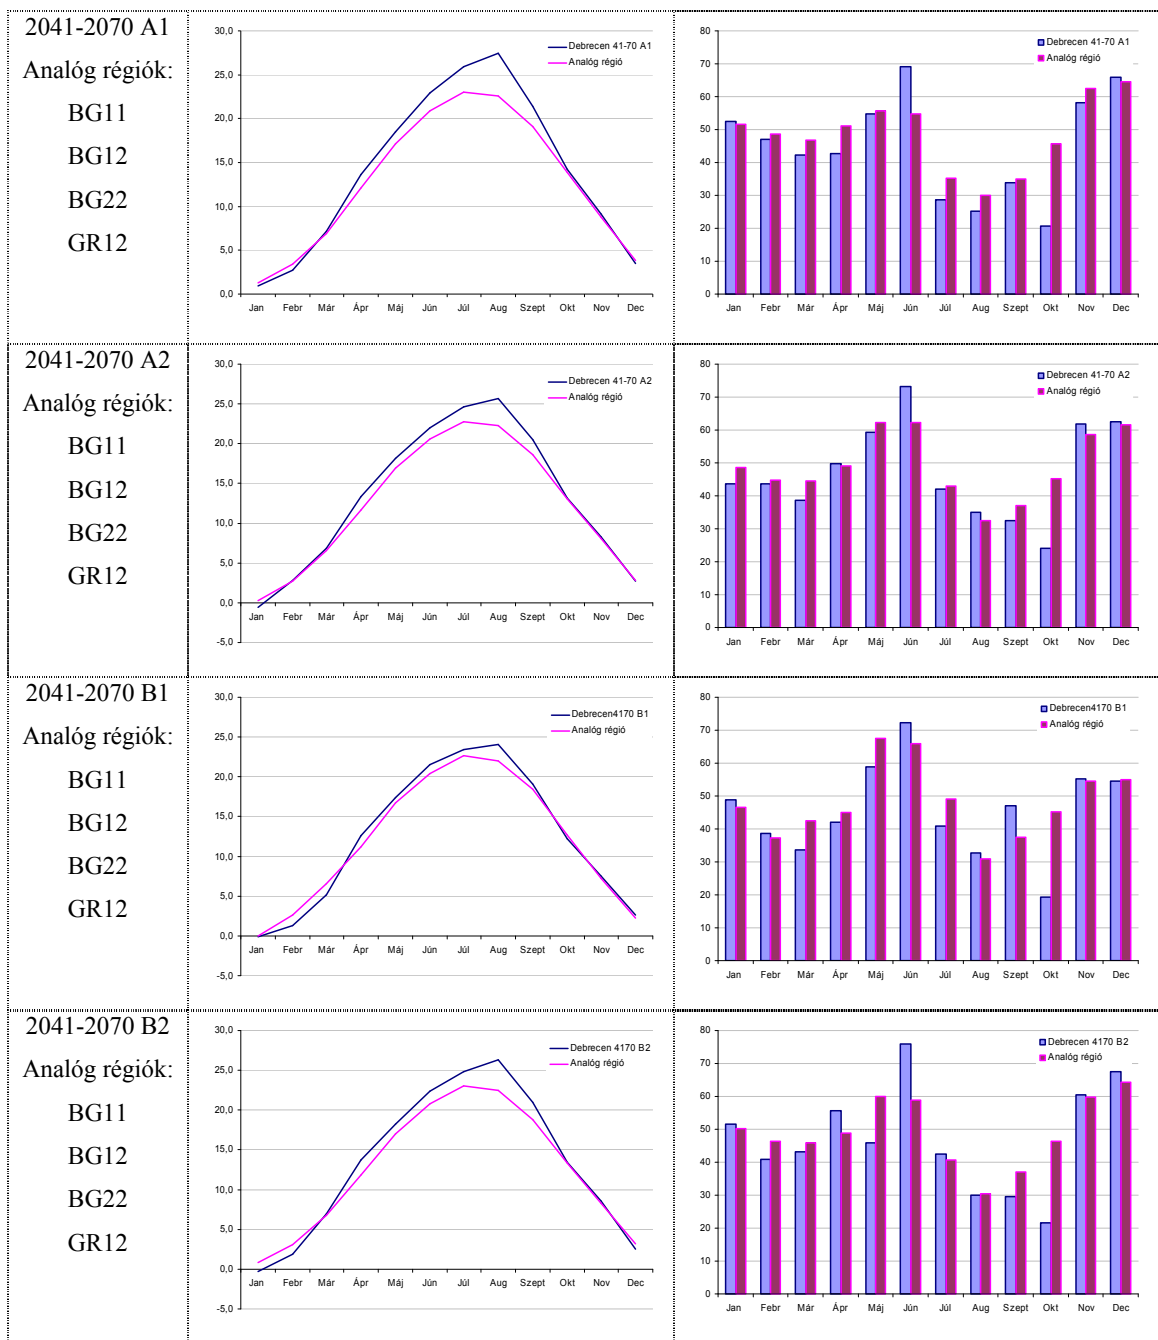 2041-2070 A1
Analóg régiók:
BG11
BG12
BG22
GR12
30,0
25,0
20,0
15,0
10,0
5,0
0,0
Jan Febr Már Ápr Máj Jún Júl Aug Szept Okt Nov Dec
Debrecen 41-70 A1
Analóg régió
80
70
60
50
40
30
20
10
0
Jan Febr Már Ápr Máj Jún Júl Aug Szept Okt Nov Dec
Debrecen 41-70 A1
Analóg régió
2041-2070 A2
Analóg régiók:
BG11
BG12
BG22
GR12
30,0
25,0
20,0
15,0
10,0
5,0
0,0
-5,0
Jan Febr Már Ápr Máj Jún Júl Aug Szept Okt Nov Dec
Debrecen 41-70 A2
Analóg régió
80
70
60
50
40
30
20
10
0
Jan Febr Már Ápr Máj Jún Júl Aug Szept Okt Nov Dec
Debrecen 41-70 A2
Analóg régió
2041-2070 B1
Analóg régiók:
BG11
BG12
BG22
GR12
30,0
25,0
20,0
15,0
10,0
5,0
0,0
-5,0
Jan Febr Már Ápr Máj Jún Júl Aug Szept Okt Nov Dec
Debrecen4170 B1
Analóg régió
80
70
60
50
40
30
20
10
0
Jan Febr Már Ápr Máj Jún Júl Aug Szept Okt Nov Dec
Debrecen4170 B1
Analóg régió
2041-2070 B2
Analóg régiók:
BG11
BG12
BG22
GR12
30,0
25,0
20,0
15,0
10,0
5,0
0,0
-5,0
Jan Febr Már Ápr Máj Jún Júl Aug Szept Okt Nov Dec
Debrecen 4170 B2
Analóg régió
80
70
60
50
40
30
20
10
0
Jan Febr Már Ápr Máj Jún Júl Aug Szept Okt Nov Dec
Debrecen 4170 B2
Analóg régió